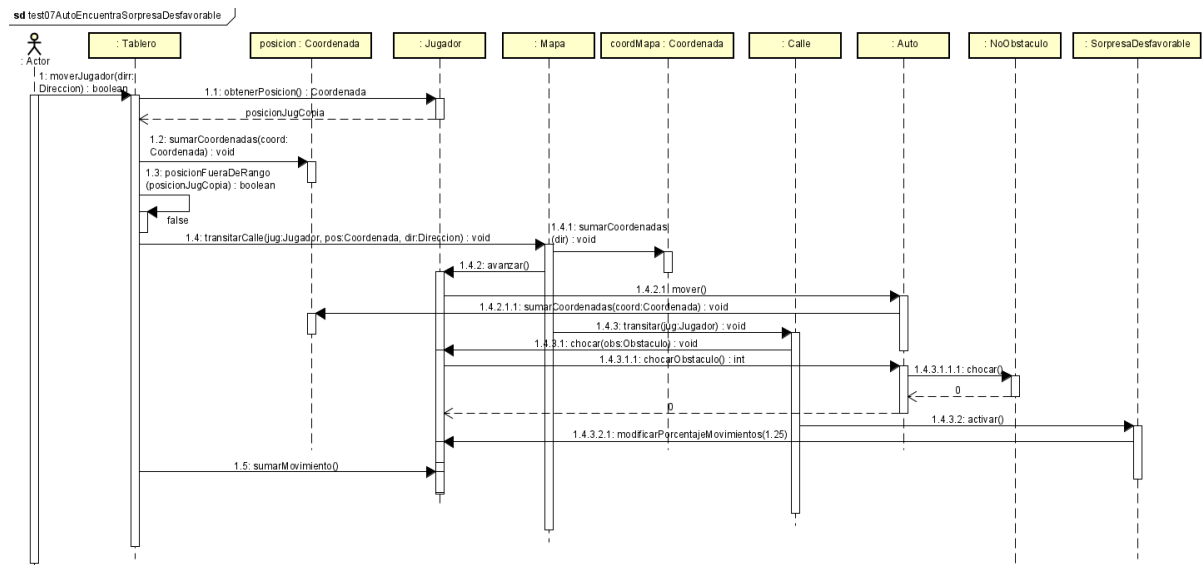 sd test07AutoEncuentraSorpresaDesfavorable
: Actor
: Tablero
posicion : Coordenada
: Jugador
: Mapa
coordMapa : Coordenada
: Calle
: Auto
: NoObstaculo
: SorpresaDesfavorable
1: moverJugador(dirr:
Direccion) : boolean
1.1: obtenerPosicion() : Coordenada
posicionJugCopia
1.2: sumarCoordenadas(coord:
Coordenada) : void
1.3: posicionFueraDeRango
(posicionJugCopia) : boolean
false
1.4: transitarCalle(jug:Jugador, pos:Coordenada, dir:Direccion) : void
1.4.1: sumarCoordenadas
(dir) : void
1.4.2: avanzar()
1.4.2.1: mover()
1.4.2.1.1: sumarCoordenadas(coord:Coordenada) : void
1.4.3: transitar(jug:Jugador) : void
1.4.3.1: chocar(obs:Obstaculo) : void
1.4.3.1.1: chocarObstaculo() : int
1.4.3.1.1.1: chocar()
0
0
1.4.3.2: activar()
1.4.3.2.1: modificarPorcentajeMovimientos(1.25)
1.5: sumarMovimiento()